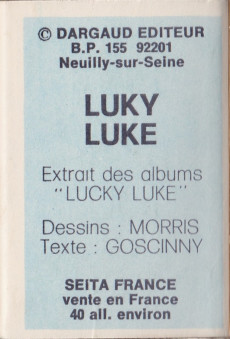 © DARGAUD EDITEUR
B.P. 155 92201
Neuilly-sur-Seine
LUKY
LUKE
Extrait des albums
"LUCKY LUKE"
Dessins : MORRIS
Texte : GOSCINNY
SEITA FRANCE
vente en France
40 all. environ